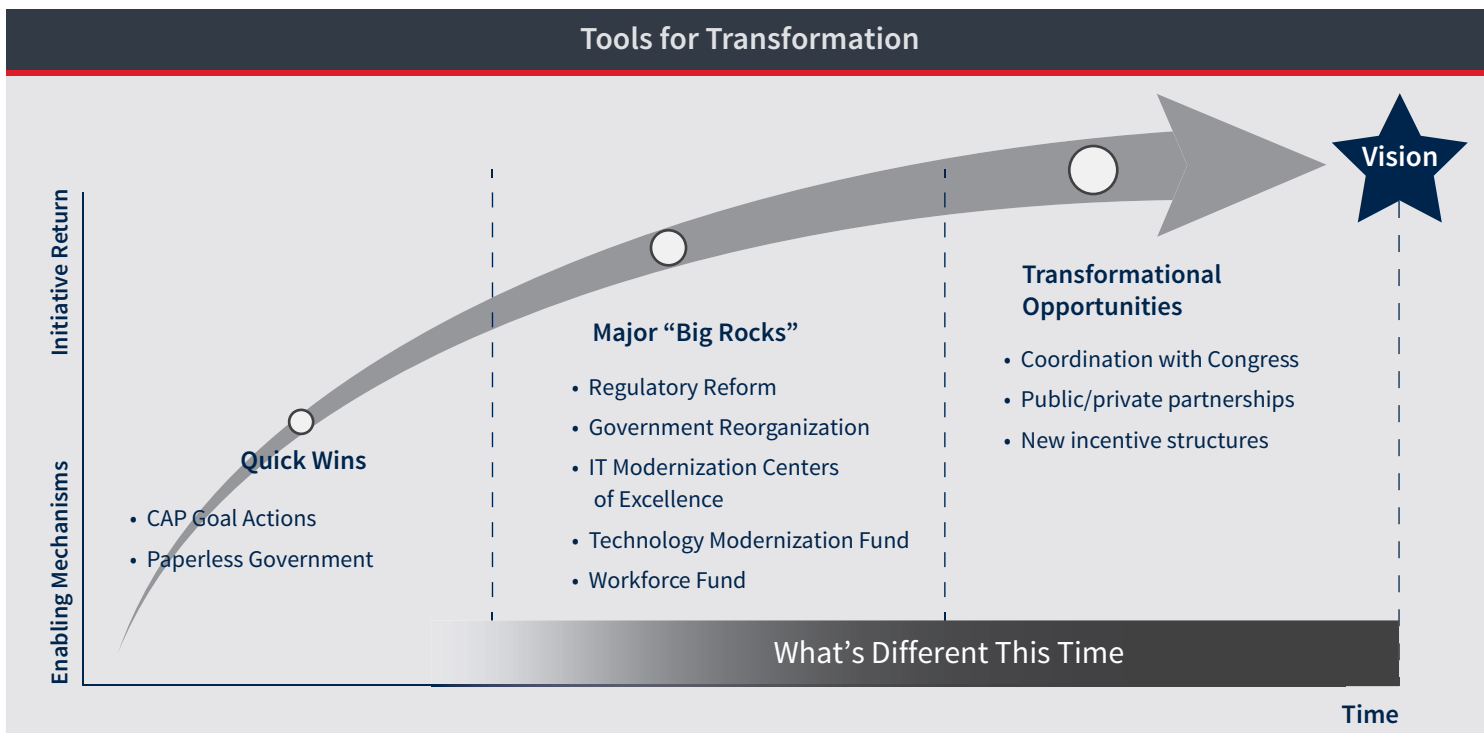 Tools for Transformation
Vision
Initiative Return
Enabling Mechanisms
Quick Wins
• CAP Goal Actions
• Paperless Government
Major “Big Rocks”
• Regulatory Reform
• Government Reorganization
• IT Modernization Centers
of Excellence
• Technology Modernization Fund
• Workforce Fund
Transformational
Opportunities
• Coordination with Congress
• Public/private partnerships
• New incentive structures
What’s Different This Time
Time